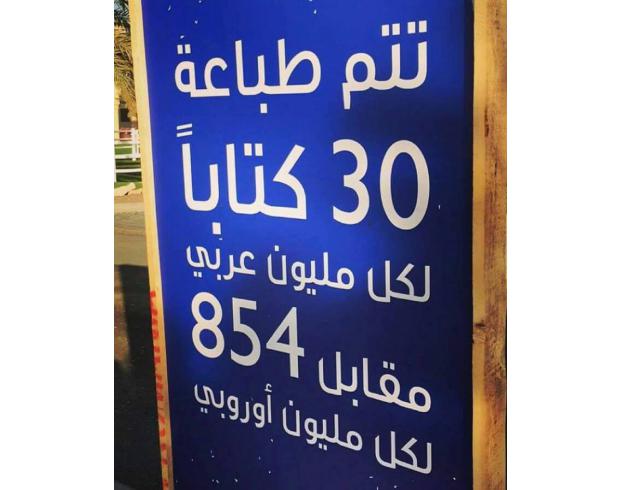 تتم طباعة
30 كتاباً
لكل مليون عربي
مقابل 854
لكل مليون أوروبي